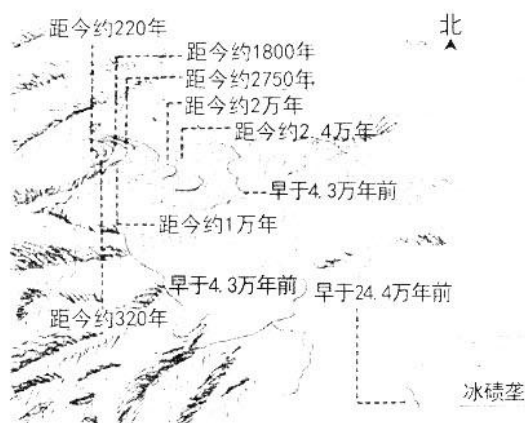 北
距今约220年
距今约1800年
距今约2750年
距今约2万年
距今约2.4万年
早于4.3万年前
距今约1万年
早于4.3万年前
早于24.4万年前
距今约320年
冰碛垄